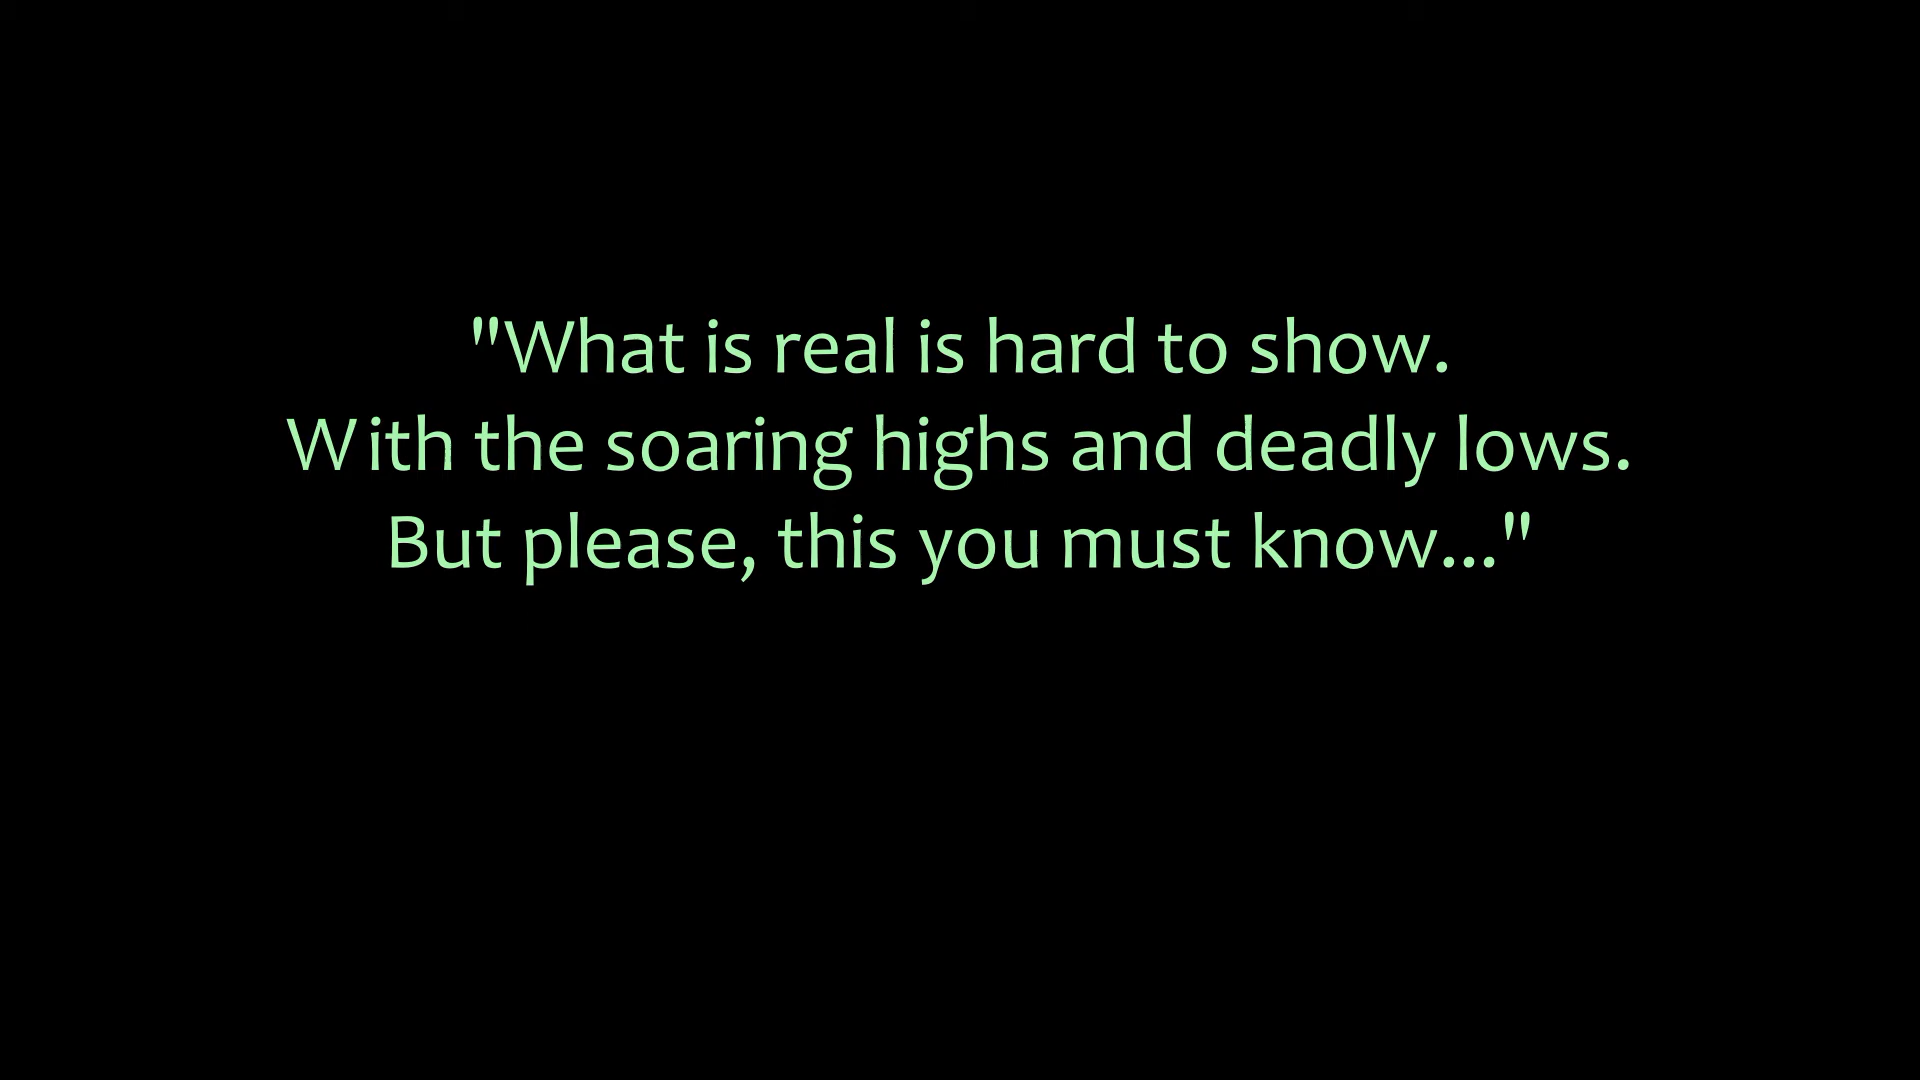 "What is real is hard to show.
With the soaring highs and deadly lows.
But please, this you must know..."